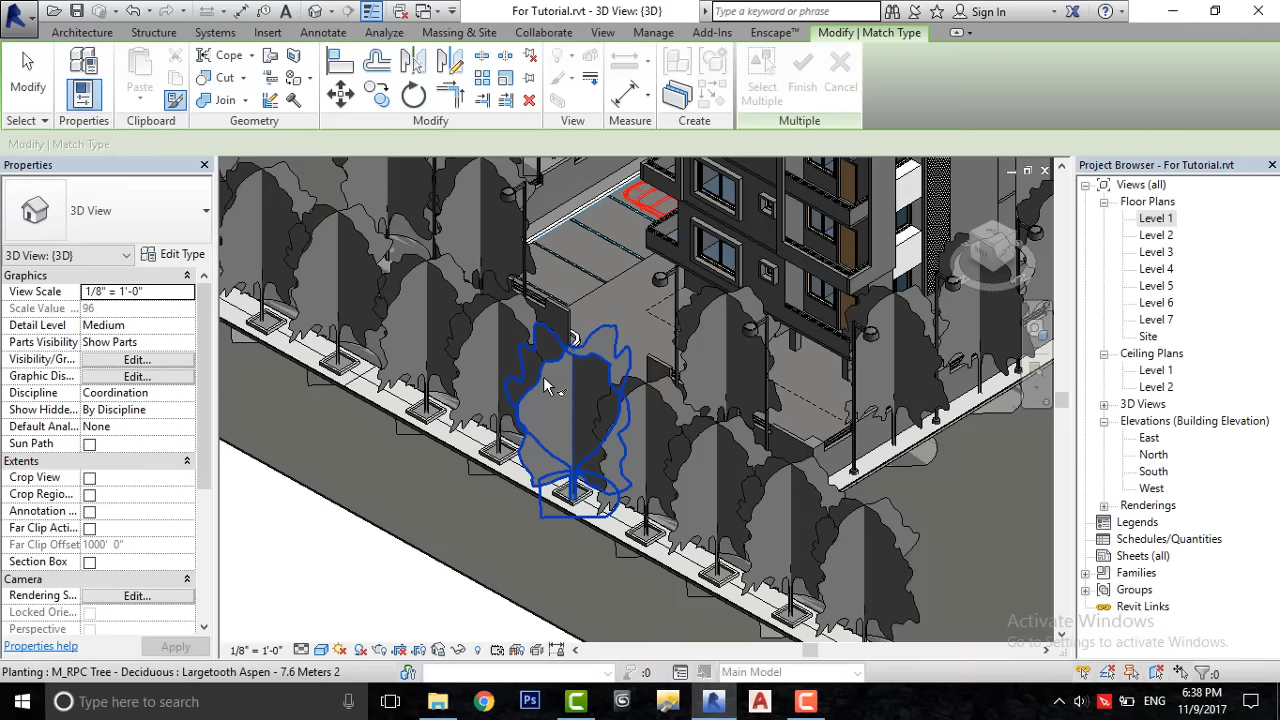 For Tutorial.rvt - 3D View: {3D}
Type a keyword or phrase
Sign In
Architecture Structure Systems Insert Annotate Analyze Massing & Site Collaborate View Manage Add-Ins Enscape™ Modify | Match Type
Modify
Paste
Cope
Cut
Join
Select Multiple
Finish
Cancel
Select Properties Clipboard Geometry Modify View Measure Create Multiple
Modify | Match Type
Properties
3D View
3D View: {3D}
Edit Type
Graphics
View Scale 1/8" = 1'-0"
Scale Value 96
Detail Level Medium
Parts Visibility Show Parts
Visibility/Gr... Edit...
Graphic Dis... Edit...
Discipline Coordination
Show Hidde... By Discipline
Default Anal... None
Sun Path
Extents
Crop View
Crop Regio...
Annotation ...
Far Clip Acti...
Far Clip Offset 1000' 0"
Section Box
Camera
Rendering S... Edit...
Locked Orie...
Perspective
Properties help
Apply
Project Browser - For Tutorial.rvt
Views (all)
Floor Plans
Level 1
Level 2
Level 3
Level 4
Level 5
Level 6
Level 7
Site
Ceiling Plans
Level 1
Level 2
3D Views
Elevations (Building Elevation)
East
North
South
West
Renderings
Legends
Schedules/Quantities
Sheets (all)
Families
Groups
Revit Links
Activate Windows
Go to Settings to activate Windows.
1/8" = 1'-0"
Planting : M_RPC Tree - Deciduous : Largetooth Aspen - 7.6 Meters 2
:0
Main Model
:0
Type here to search
Ps
ENG
6:38 PM
11/9/2017